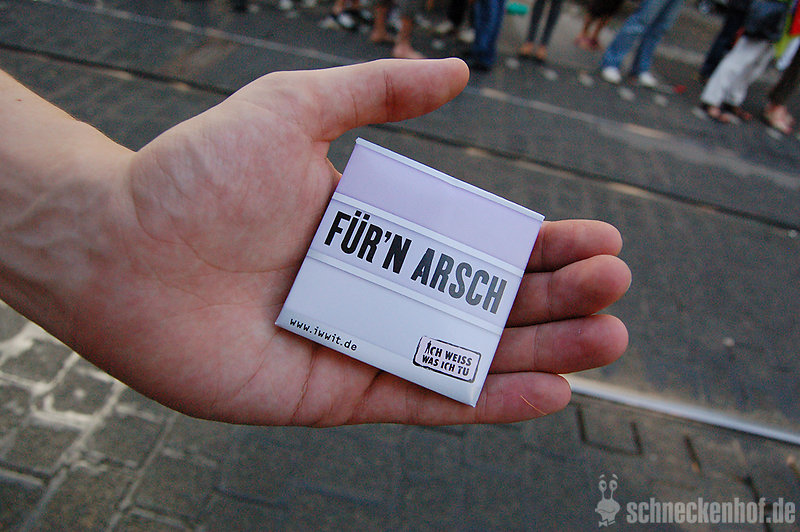 FÜR'N ARSCH
www.iwwit.de
ICH WEISS
WAS ICH TU
schneckenhof.de